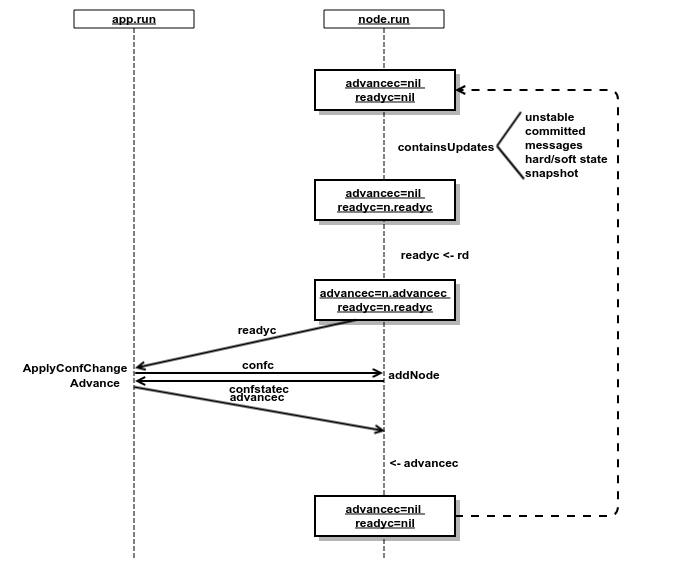 app.run
node.run
advancec=nil
readyc=nil
containsUpdates
unstable
committed
messages
hard/soft state
snapshot
advancec=nil
readyc=n.readyc
readyc <- rd
advancec=n.advancec
readyc=n.readyc
readyc
ApplyConfChange
Advance
confc
addNode
confstatec
advancec
<- advancec
advancec=nil
readyc=nil